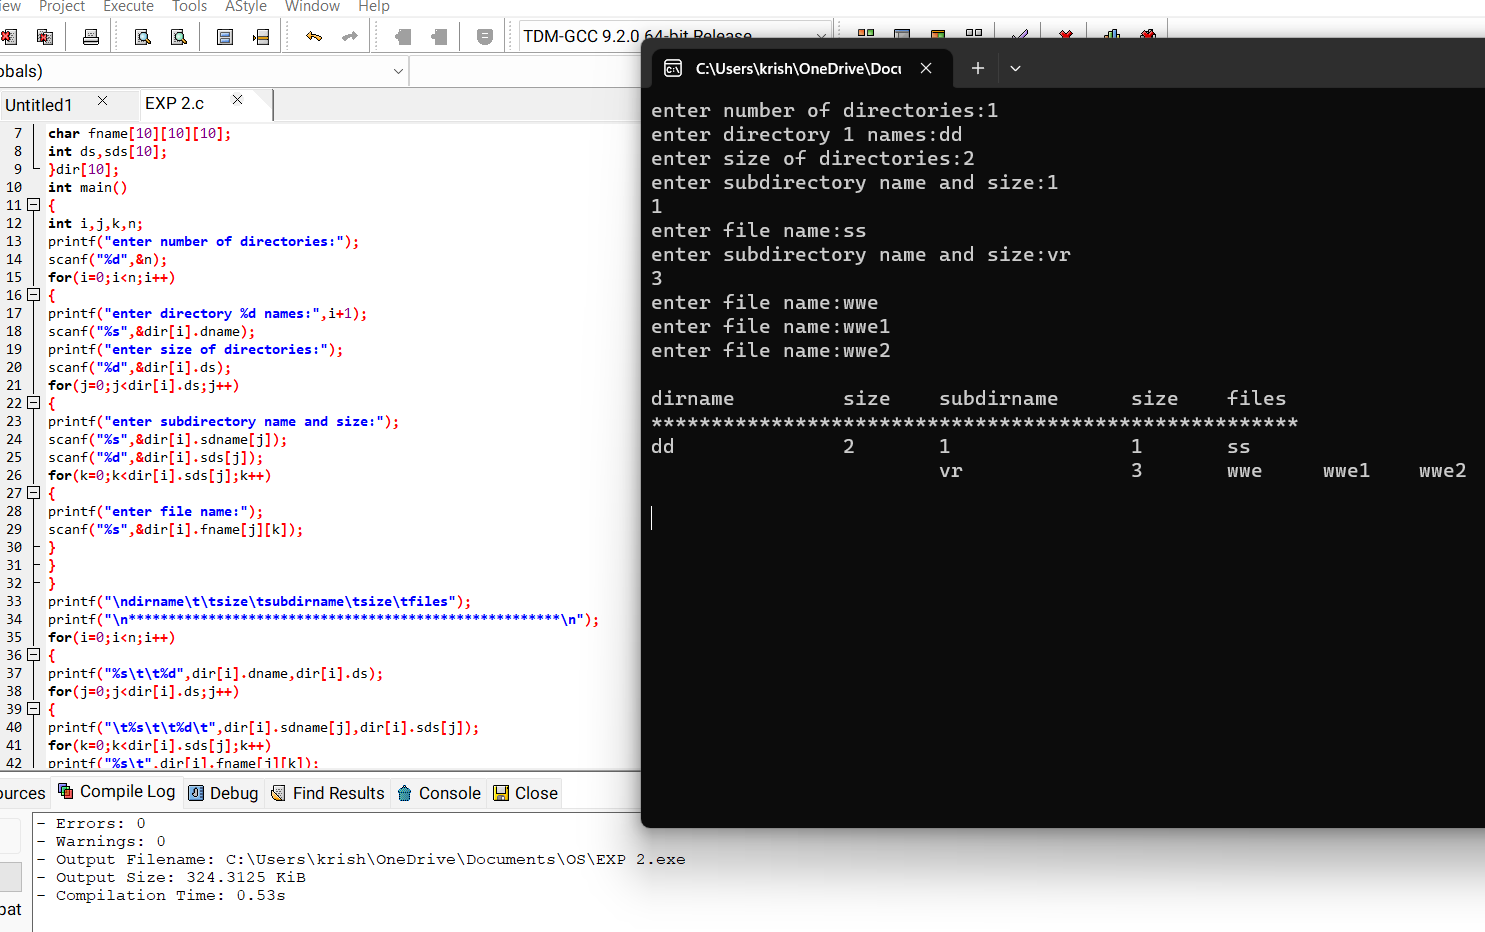 iew Project Execute Tools AStyle Window Help
TDM-GCC 9.2.0 64-bit Release
obals)
Untitled1 EXP 2.c
7 char fname[10][10][10];
8 int ds,sds[10];
9 }dir[10];
10 int main()
11 {
12 int i,j,k,n;
13 printf("enter number of directories:");
14 scanf("%d",&n);
15 for(i=0;i<n;i++)
16 {
17 printf("enter directory %d names:",i+1);
18 scanf("%s",&dir[i].dname);
19 printf("enter size of directories:");
20 scanf("%d",&dir[i].ds);
21 for(j=0;j<dir[i].ds;j++)
22 {
23 printf("enter subdirectory name and size:");
24 scanf("%s",&dir[i].sdname[j]);
25 scanf("%d",&dir[i].sds[j]);
26 for(k=0;k<dir[i].sds[j];k++)
27 {
28 printf("enter file name:");
29 scanf("%s",&dir[i].fname[j][k]);
30 }
31 }
32 }
33 printf("\ndirname\t\tsize\tsubdirname\tsize\tfiles");
34 printf("\n******************************************************\n");
35 for(i=0;i<n;i++)
36 {
37 printf("%s\t\t%d",dir[i].dname,dir[i].ds);
38 for(j=0;j<dir[i].ds;j++)
39 {
40 printf("\t%s\t\t%d\t",dir[i].sdname[j],dir[i].sds[j]);
41 for(k=0;k<dir[i].sds[j];k++)
42 printf("%s\t",dir[i].fname[j][k]);
C:\Users\krish\OneDrive\Docu
enter number of directories:1
enter directory 1 names:dd
enter size of directories:2
enter subdirectory name and size:1
1
enter file name:ss
enter subdirectory name and size:vr
3
enter file name:wwe
enter file name:wwe1
enter file name:wwe2
dirname size subdirname size files
******************************************************
dd 2 1 1 ss
vr 3 wwe wwe1 wwe2
ources Compile Log Debug Find Results Console Close
- Errors: 0
- Warnings: 0
- Output Filename: C:\Users\krish\OneDrive\Documents\OS\EXP 2.exe
- Output Size: 324.3125 KiB
- Compilation Time: 0.53s
pat